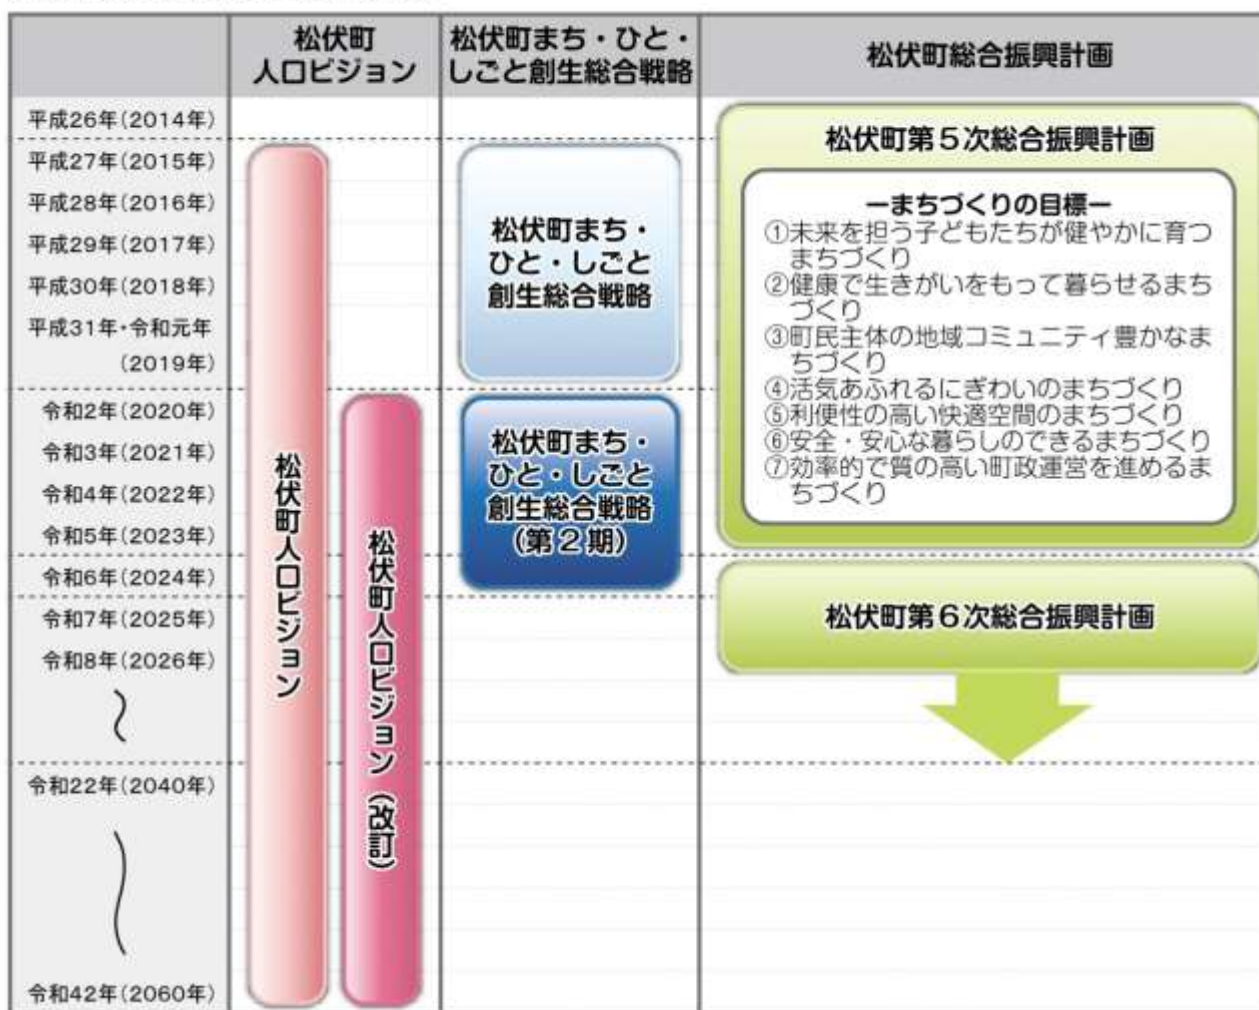 松伏町
人口ビジョン
松伏町まち・ひと・
しごと創生総合戦略
松伏町総合振興計画
平成26年(2014年)
平成27年(2015年)
平成28年(2016年)
平成29年(2017年)
平成30年(2018年)
平成31年・令和元年
(2019年)
令和2年(2020年)
令和3年(2021年)
令和4年(2022年)
令和5年(2023年)
令和6年(2024年)
令和7年(2025年)
令和8年(2026年)
令和22年(2040年)
令和42年(2060年)
松伏町人口ビジョン
松伏町人口ビジョン（改訂）
松伏町まち・
ひと・しごと
創生総合戦略
松伏町まち・
ひと・しごと
創生総合戦略
(第2期)
松伏町第5次総合振興計画
ーまちづくりの目標ー
①未来を担う子どもたちが健やかに育つ
まちづくり
②健康で生きがいをもって暮らせるまち
づくり
③町民主体の地域コミュニティ豊かなま
ちづくり
④活気あふれるにぎわいのまちづくり
⑤利便性の高い快適空間のまちづくり
⑥安全・安心な暮らしのできるまちづくり
⑦効率的で質の高い町政運営を進めるま
ちづくり
松伏町第6次総合振興計画